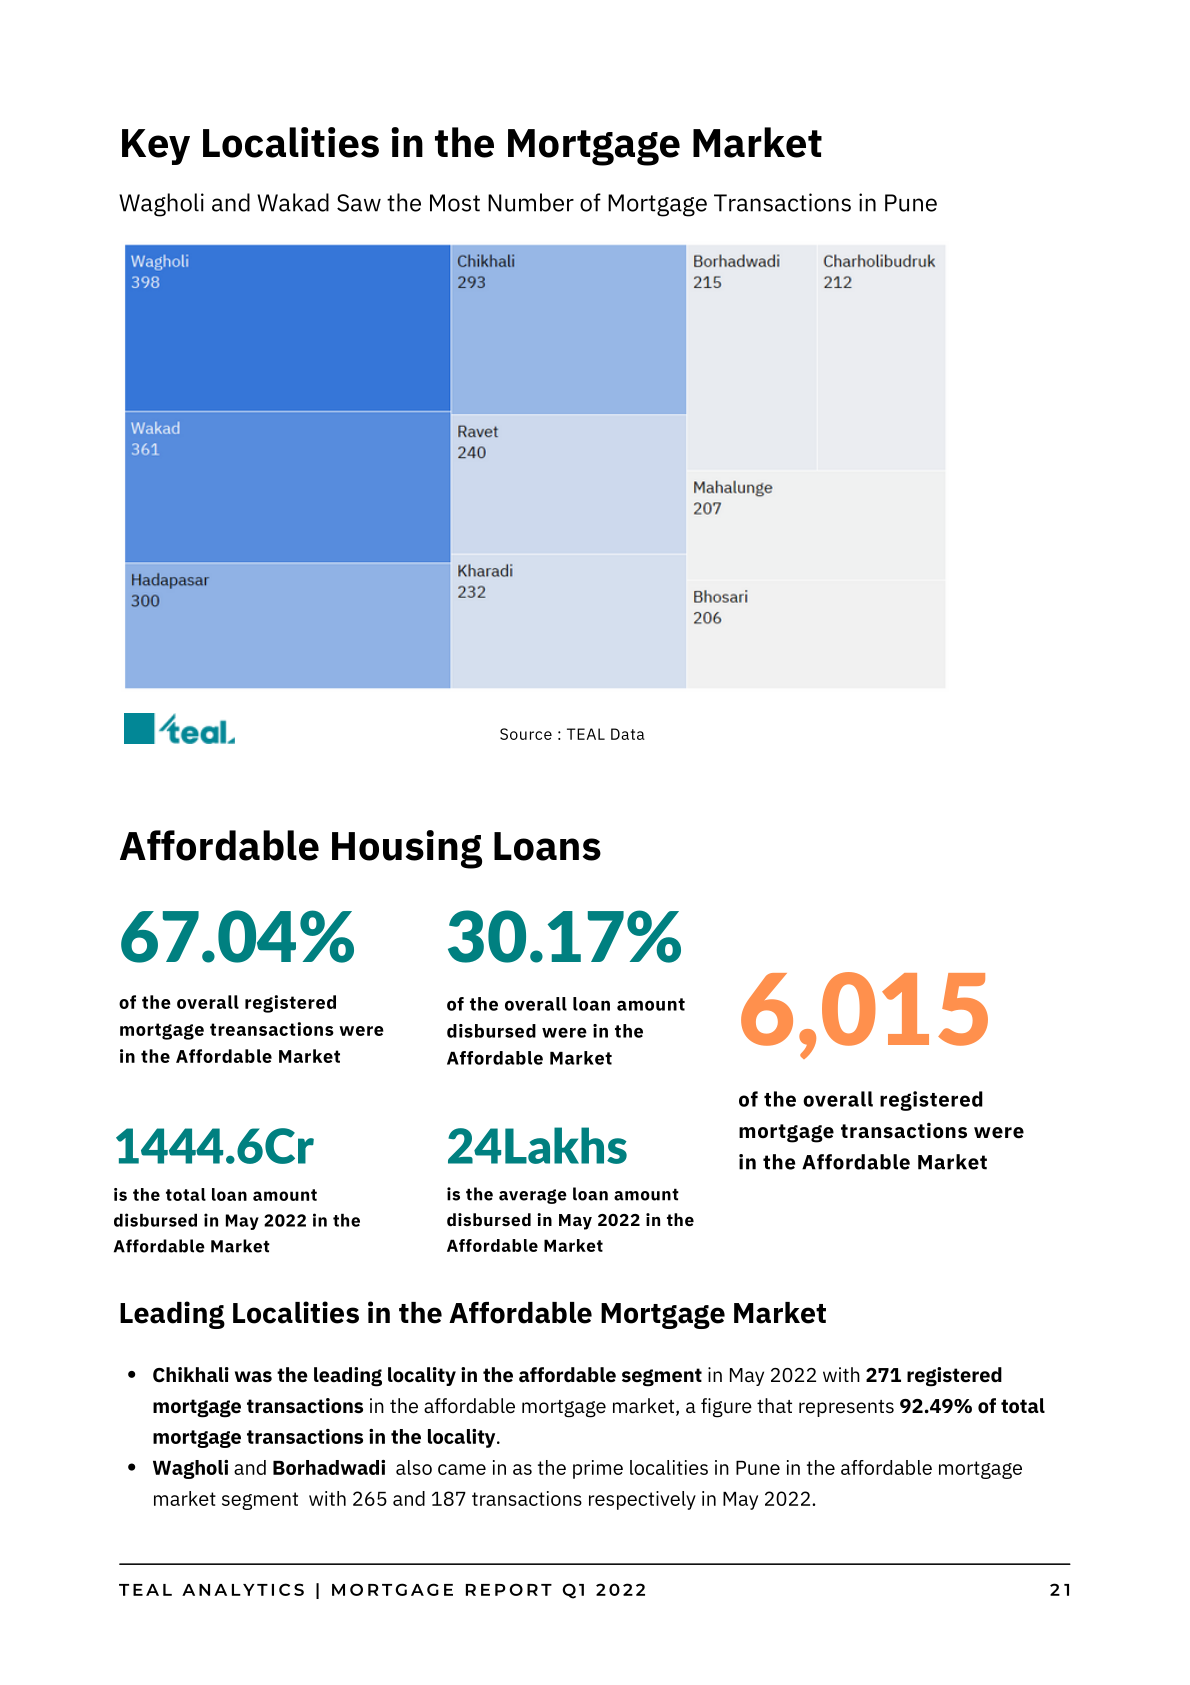 Key Localities in the Mortgage Market
Wagholi and Wakad Saw the Most Number of Mortgage Transactions in Pune
Wagholi
398
Wakad
361
Hadapasar
300
Chikhali
293
Ravet
240
Kharadi
232
Borhadwadi
215
Charholibudruk
212
Mahalunge
207
Bhosari
206
teal.
Source : TEAL Data
Affordable Housing Loans
67.04%
of the overall registered
mortgage treansactions were
in the Affordable Market
30.17%
of the overall loan amount
disbursed were in the
Affordable Market
6,015
of the overall registered
mortgage transactions were
in the Affordable Market
1444.6Cr
is the total loan amount
disbursed in May 2022 in the
Affordable Market
24Lakhs
is the average loan amount
disbursed in May 2022 in the
Affordable Market
Leading Localities in the Affordable Mortgage Market
• Chikhali was the leading locality in the affordable segment in May 2022 with 271 registered
mortgage transactions in the affordable mortgage market, a figure that represents 92.49% of total
mortgage transactions in the locality.
• Wagholi and Borhadwadi also came in as the prime localities in Pune in the affordable mortgage
market segment with 265 and 187 transactions respectively in May 2022.
TEAL ANALYTICS | MORTGAGE REPORT Q1 2022
21